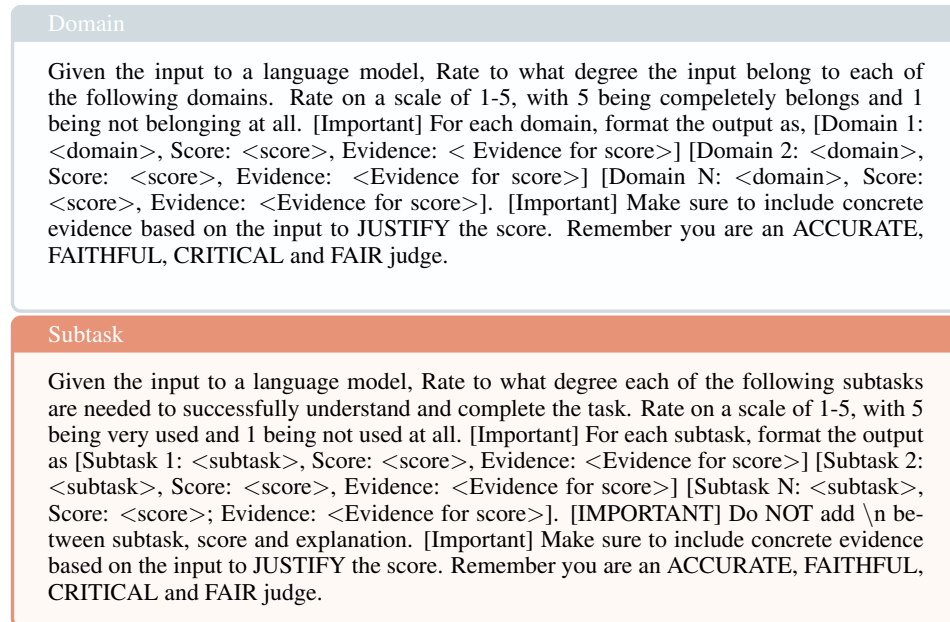 Domain
Given the input to a language model, Rate to what degree the input belong to each of
the following domains. Rate on a scale of 1-5, with 5 being compeletely belongs and 1
being not belonging at all. [Important] For each domain, format the output as, [Domain 1:
<domain>, Score: <score>, Evidence: < Evidence for score>] [Domain 2: <domain>,
Score: <score>, Evidence: <Evidence for score>] [Domain N: <domain>, Score:
<score>, Evidence: <Evidence for score>]. [Important] Make sure to include concrete
evidence based on the input to JUSTIFY the score. Remember you are an ACCURATE,
FAITHFUL, CRITICAL and FAIR judge.
Subtask
Given the input to a language model, Rate to what degree each of the following subtasks
are needed to successfully understand and complete the task. Rate on a scale of 1-5, with 5
being very used and 1 being not used at all. [Important] For each subtask, format the output
as [Subtask 1: <subtask>, Score: <score>, Evidence: <Evidence for score>] [Subtask 2:
<subtask>, Score: <score>, Evidence: <Evidence for score>] [Subtask N: <subtask>,
Score: <score>; Evidence: <Evidence for score>]. [IMPORTANT] Do NOT add \n be-
tween subtask, score and explanation. [Important] Make sure to include concrete evidence
based on the input to JUSTIFY the score. Remember you are an ACCURATE, FAITHFUL,
CRITICAL and FAIR judge.